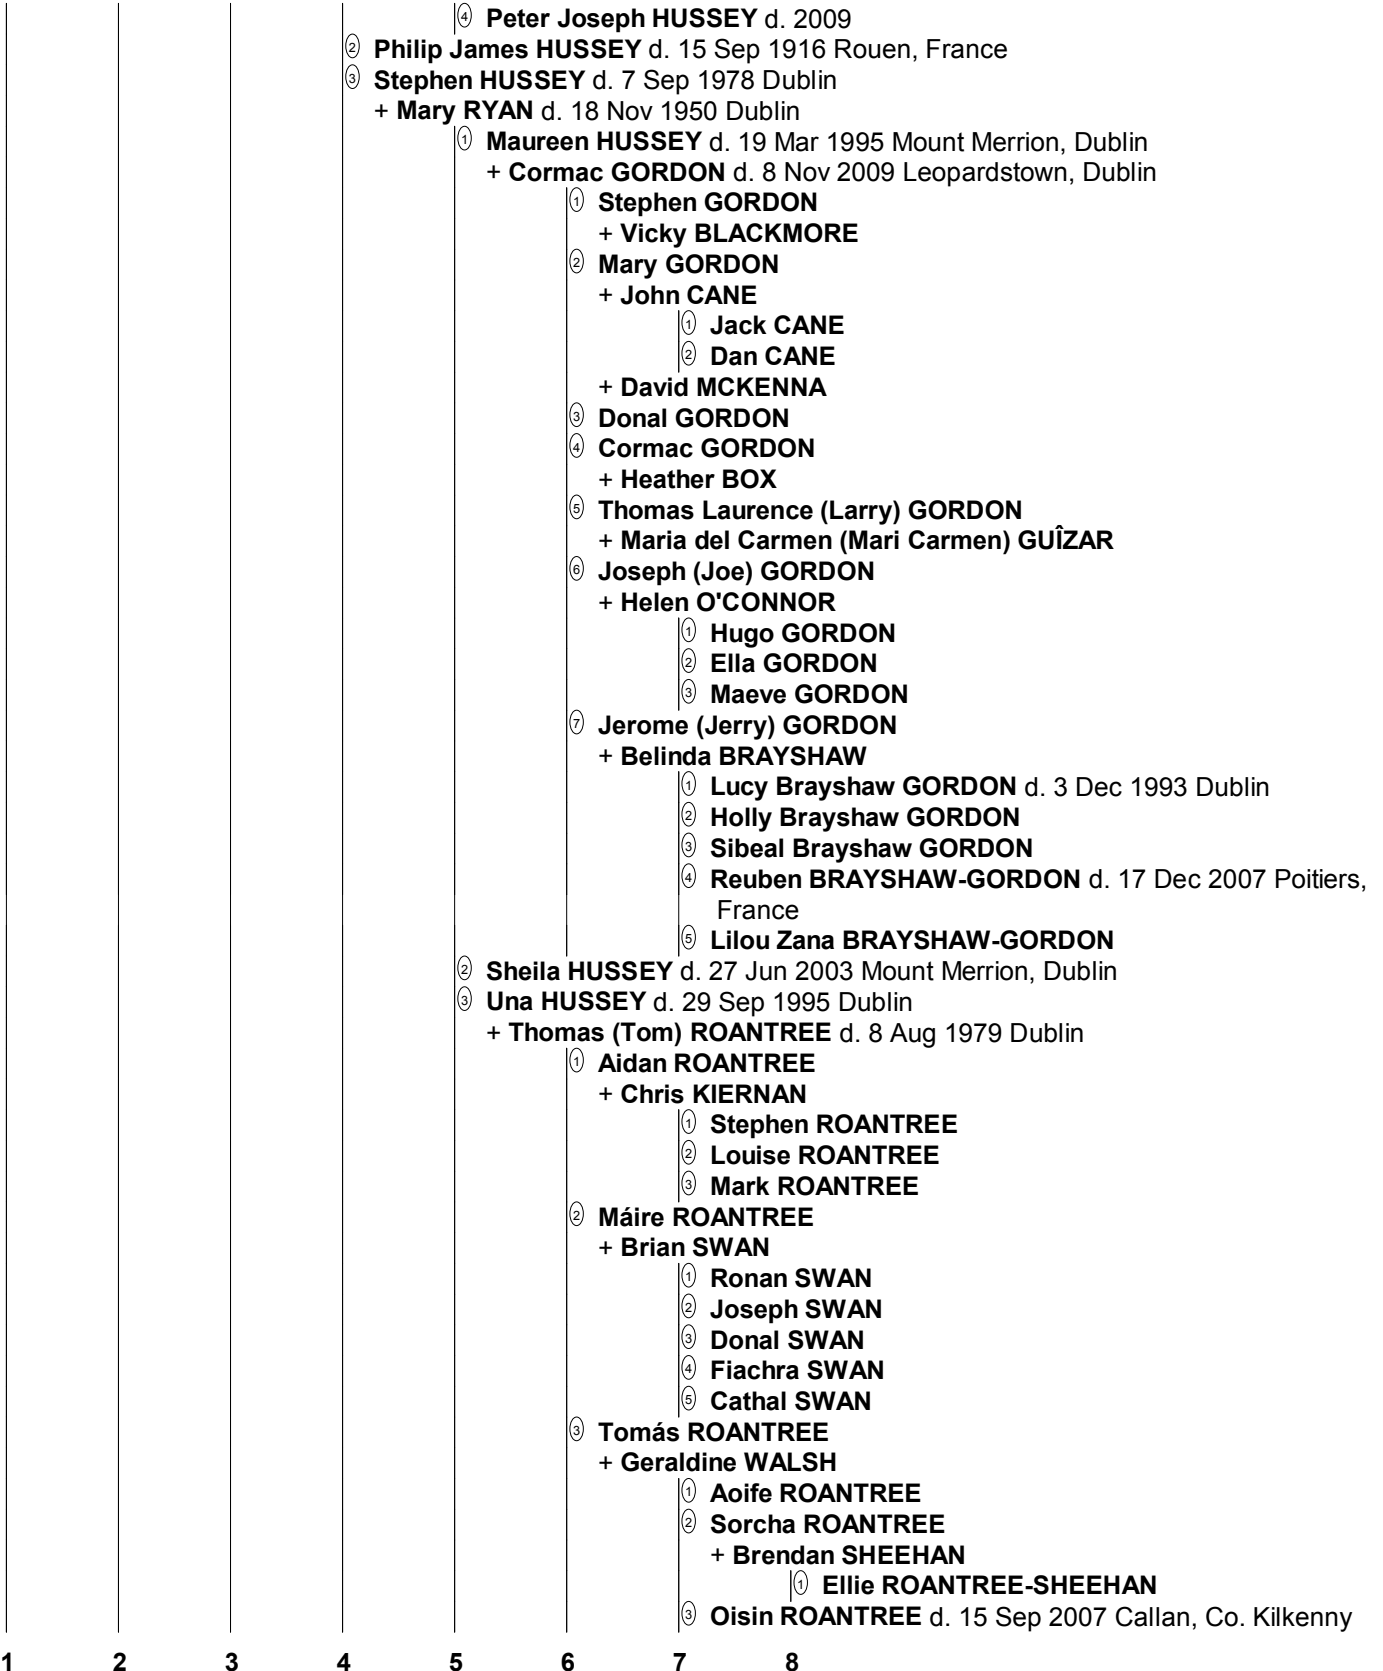 ④ Peter Joseph HUSSEY d. 2009
② Philip James HUSSEY d. 15 Sep 1916 Rouen, France
③ Stephen HUSSEY d. 7 Sep 1978 Dublin
+ Mary RYAN d. 18 Nov 1950 Dublin
① Maureen HUSSEY d. 19 Mar 1995 Mount Merrion, Dublin
+ Cormac GORDON d. 8 Nov 2009 Leopardstown, Dublin
① Stephen GORDON
+ Vicky BLACKMORE
② Mary GORDON
+ John CANE
① Jack CANE
② Dan CANE
+ David MCKENNA
③ Donal GORDON
④ Cormac GORDON
+ Heather BOX
⑤ Thomas Laurence (Larry) GORDON
+ Maria del Carmen (Mari Carmen) GUÎZAR
⑥ Joseph (Joe) GORDON
+ Helen O'CONNOR
① Hugo GORDON
② Ella GORDON
③ Maeve GORDON
⑦ Jerome (Jerry) GORDON
+ Belinda BRAYSHAW
① Lucy Brayshaw GORDON d. 3 Dec 1993 Dublin
② Holly Brayshaw GORDON
③ Sibeal Brayshaw GORDON
④ Reuben BRAYSHAW-GORDON d. 17 Dec 2007 Poitiers,
France
⑤ Lilou Zana BRAYSHAW-GORDON
② Sheila HUSSEY d. 27 Jun 2003 Mount Merrion, Dublin
③ Una HUSSEY d. 29 Sep 1995 Dublin
+ Thomas (Tom) ROANTREE d. 8 Aug 1979 Dublin
① Aidan ROANTREE
+ Chris KIERNAN
① Stephen ROANTREE
② Louise ROANTREE
③ Mark ROANTREE
② Máire ROANTREE
+ Brian SWAN
① Ronan SWAN
② Joseph SWAN
③ Donal SWAN
④ Fiachra SWAN
⑤ Cathal SWAN
③ Tomás ROANTREE
+ Geraldine WALSH
① Aoife ROANTREE
② Sorcha ROANTREE
+ Brendan SHEEHAN
① Ellie ROANTREE-SHEEHAN
③ Oisin ROANTREE d. 15 Sep 2007 Callan, Co. Kilkenny
1 2 3 4 5 6 7 8